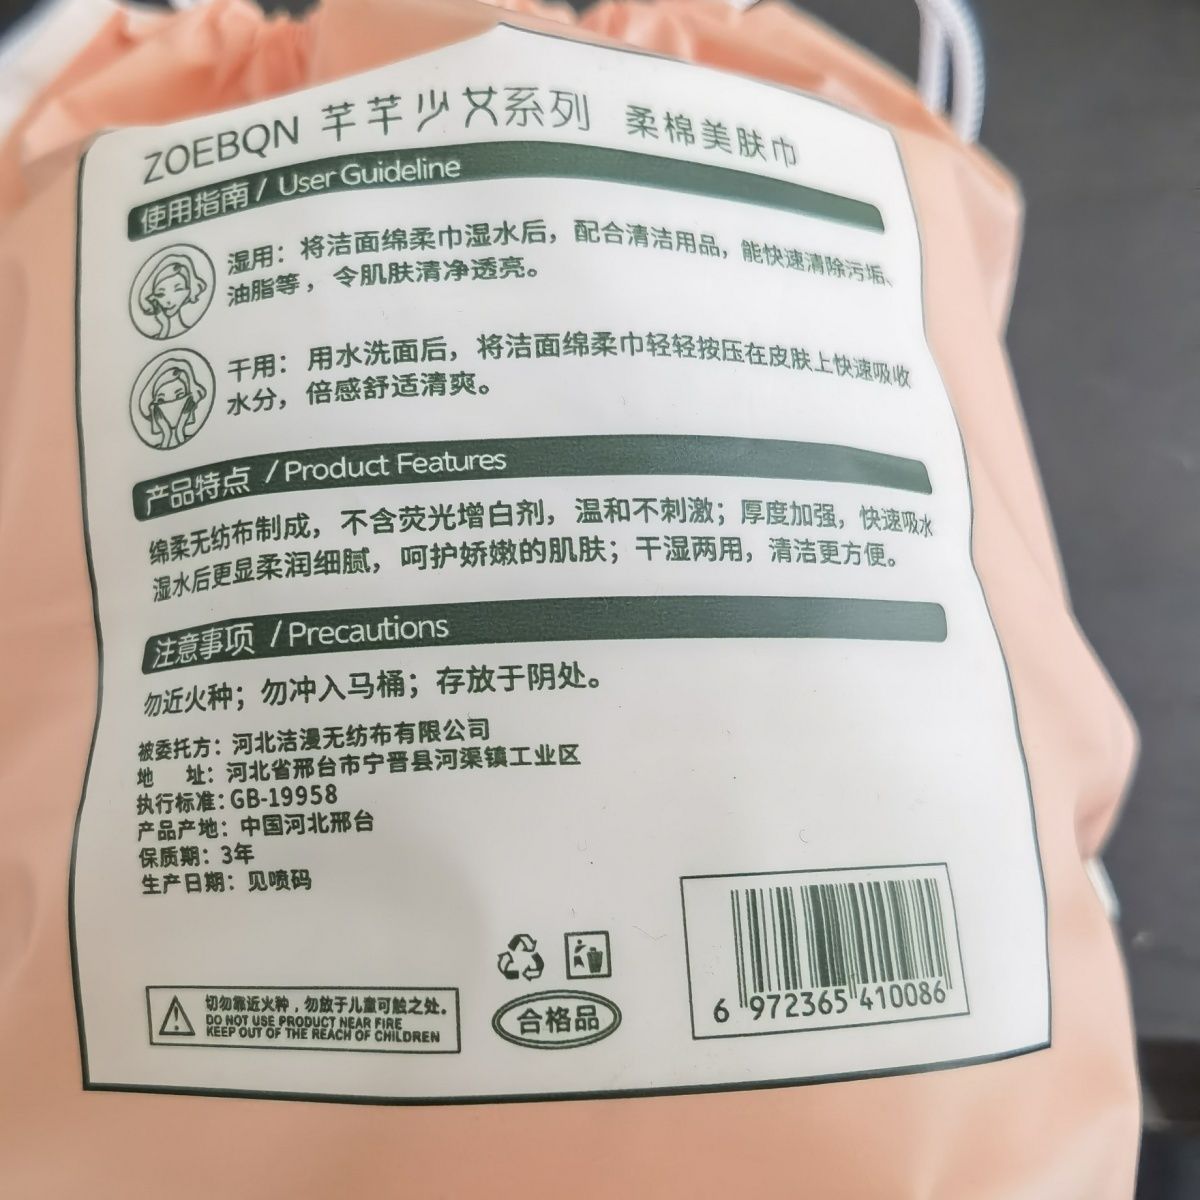 ZOEBQN 芊芊少女系列 柔棉美肤巾
使用指南 / User Guideline
湿用：将洁面绵柔巾湿水后，配合清洁用品，能快速清除污垢、
油脂等，令肌肤清净透亮。
干用：用水洗面后，将洁面绵柔巾轻轻按压在皮肤上快速吸收
水分，倍感舒适清爽。
产品特点 / Product Features
绵柔无纺布制成，不含荧光增白剂，温和不刺激；厚度加强，快速吸水
湿水后更显柔润细腻，呵护娇嫩的肌肤；干湿两用，清洁更方便。
注意事项 / Precautions
勿近火种；勿冲入马桶；存放于阴处。
被委托方：河北洁漫无纺布有限公司
地 址：河北省邢台市宁晋县河渠镇工业区
执行标准：GB-19958
产品产地：中国河北邢台
保质期：3年
生产日期：见喷码
切勿靠近火种，勿放于儿童可触之处.
DO NOT USE PRODUCT NEAR FIRE
KEEP OUT OF THE REACH OF CHILDREN
合格品
6 972365 410086